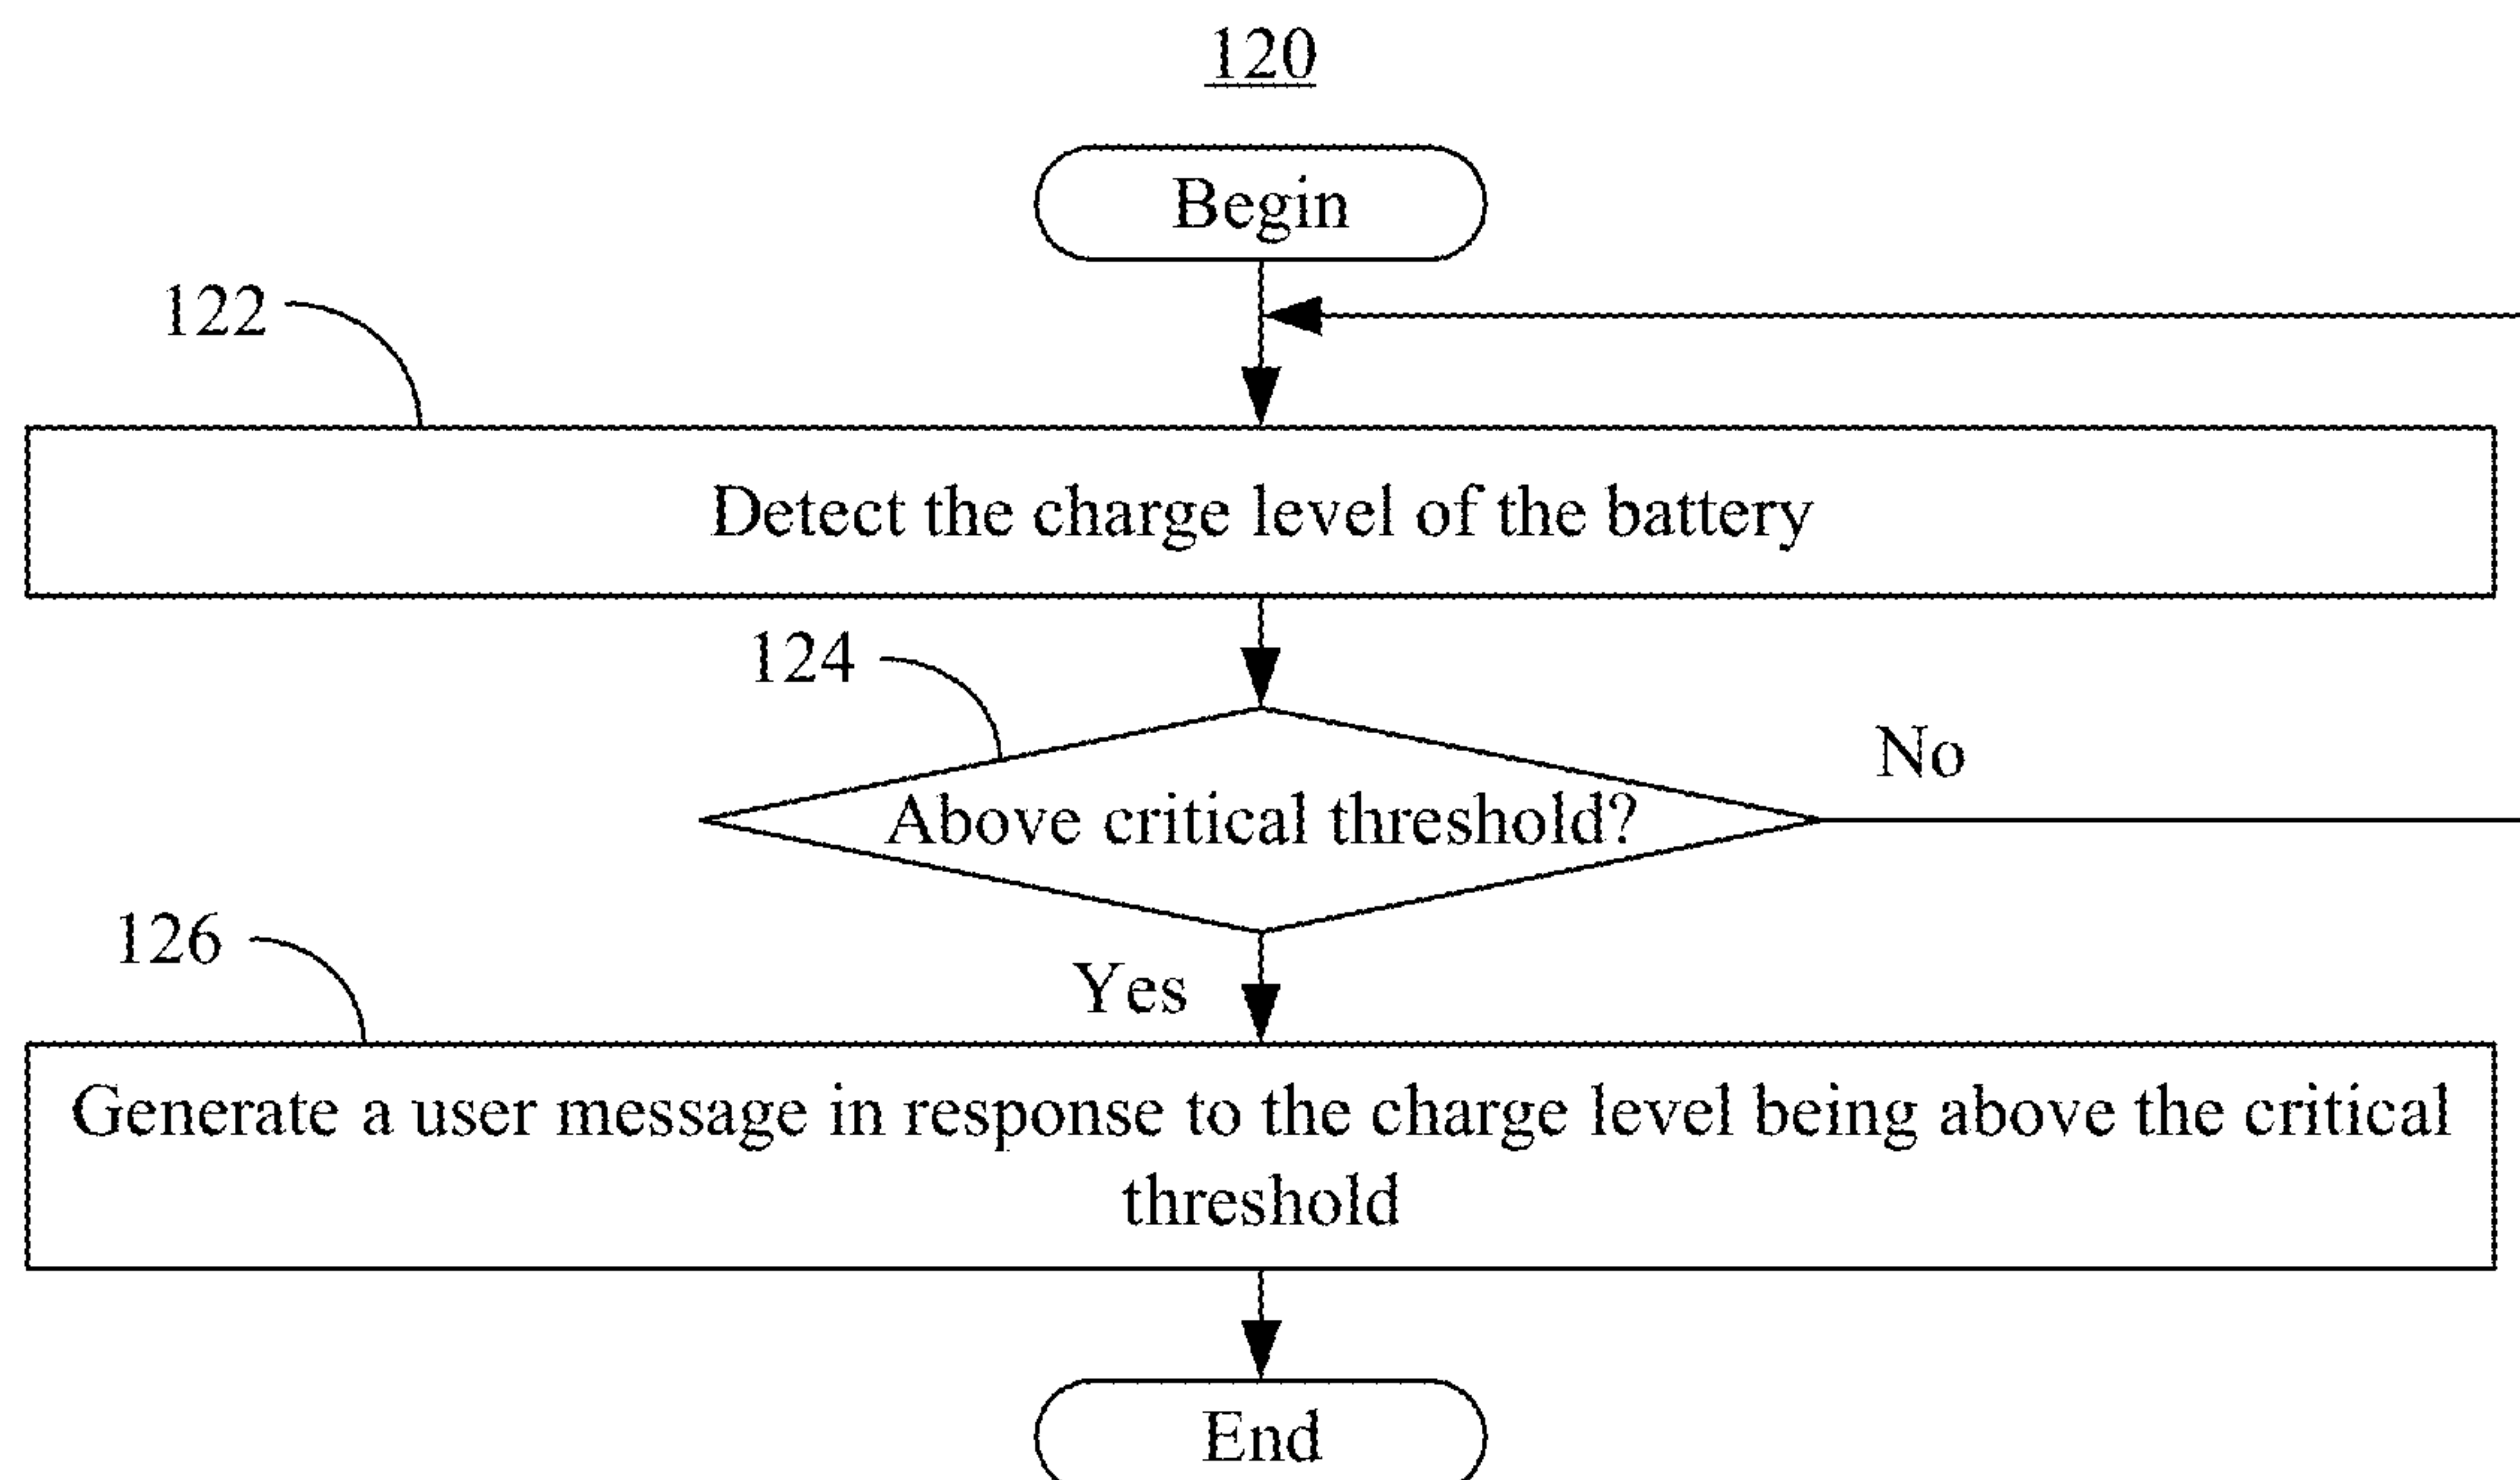 120
Begin
122
Detect the charge level of the battery
124
No
Above critical threshold?
126
Yes
Generate a user message in response to the charge level being above the critical
threshold
End